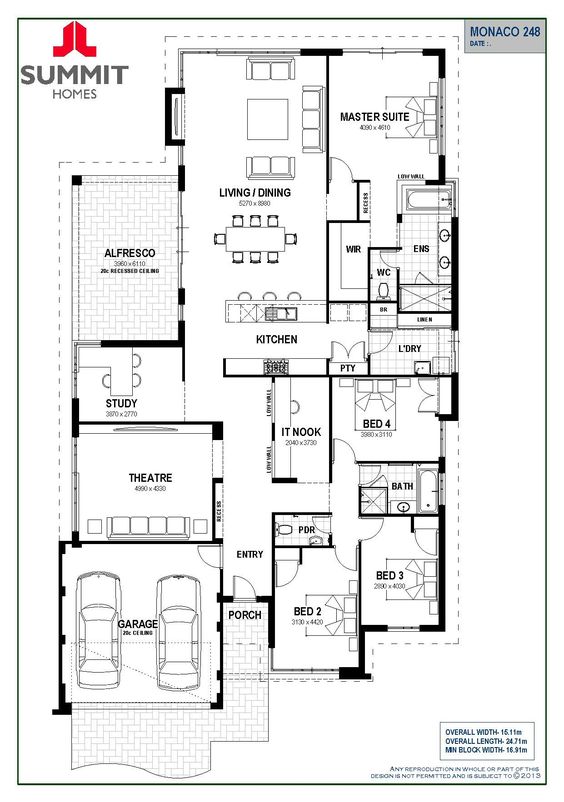 SUMMIT
HOMES
MONACO 248
DATE : .
MASTER SUITE
4090 x 4610
LOW WALL
LIVING / DINING
5270 x 8980
RECESS
ALFRESCO
3960 x 6110
20c RECESSED CEILING
WIR
ENS
WC
BR
LINEN
KITCHEN
PTY
L'DRY
STUDY
3870 x 2770
LOW WALL
IT NOOK
2040 x 3730
LOW WALL
BED 4
3980 x 3110
THEATRE
4990 x 4330
RECESS
BATH
PDR
ENTRY
BED 3
2890 x 4030
BED 2
3130 x 4420
GARAGE
20c CEILING
PORCH
OVERALL WIDTH- 15.11m
OVERALL LENGTH- 24.71m
MIN BLOCK WIDTH- 16.91m
ANY REPRODUCTION IN WHOLE OR PART OF THIS
DESIGN IS NOT PERMITTED AND IS SUBJECT TO ©2013